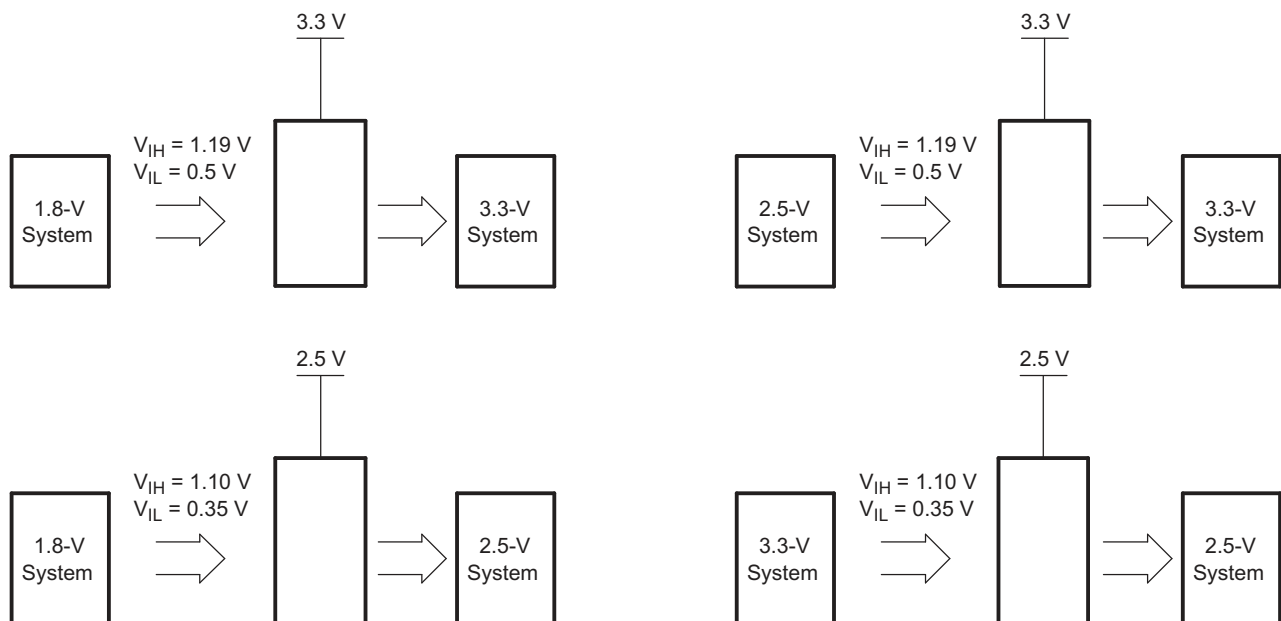 3.3 V
V_IH = 1.19 V
V_IL = 0.5 V
1.8-V
System
3.3-V
System
3.3 V
V_IH = 1.19 V
V_IL = 0.5 V
2.5-V
System
3.3-V
System
2.5 V
V_IH = 1.10 V
V_IL = 0.35 V
1.8-V
System
2.5-V
System
2.5 V
V_IH = 1.10 V
V_IL = 0.35 V
3.3-V
System
2.5-V
System